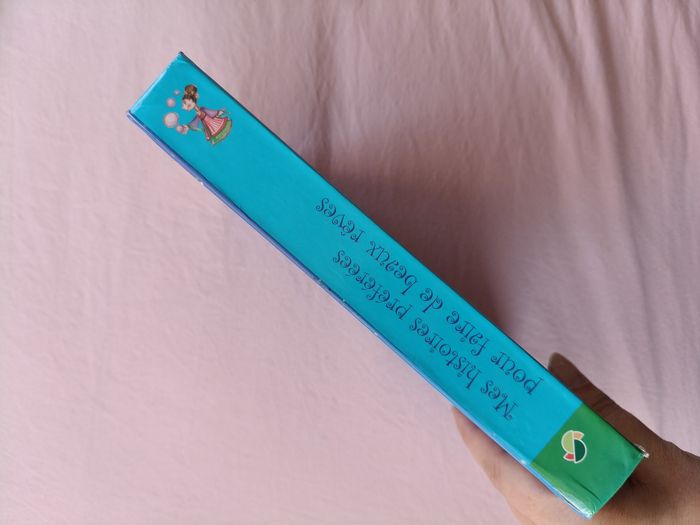 Mes histoires préférées
pour faire de beaux rêves